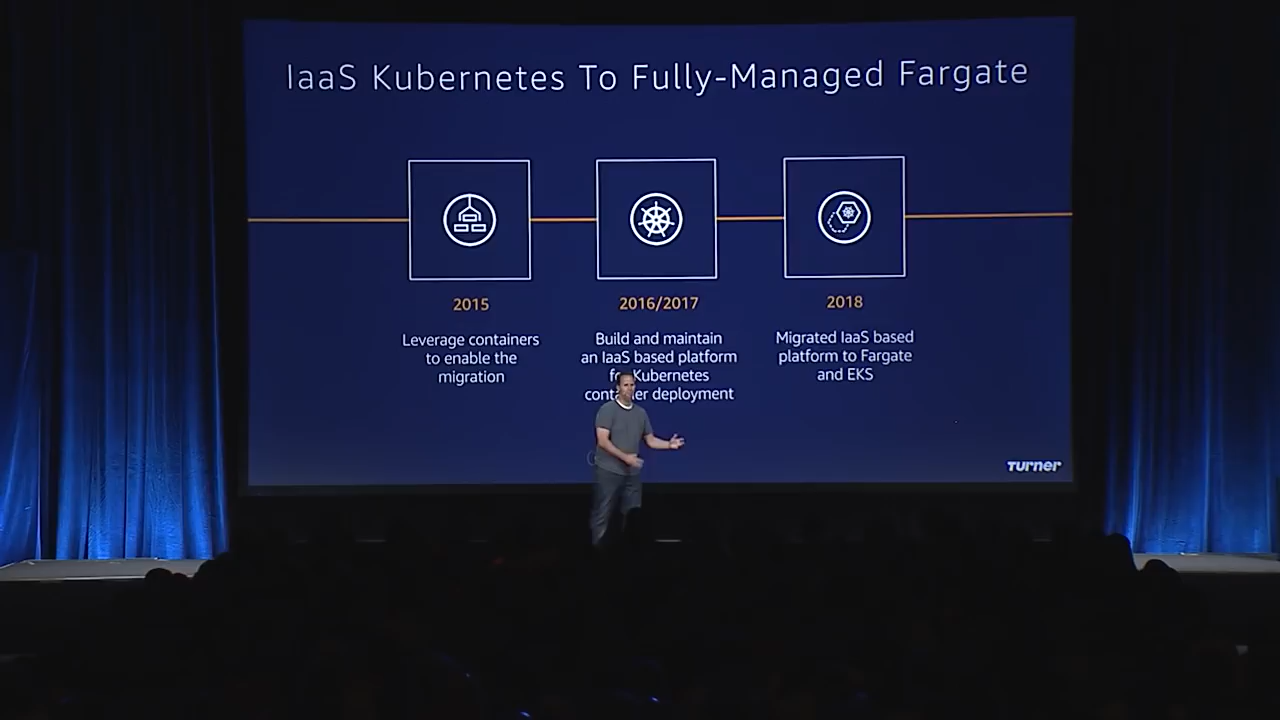 IaaS Kubernetes To Fully-Managed Fargate
2015
Leverage containers
to enable the
migration
2016/2017
Build and maintain
an IaaS based platform
for Kubernetes
deployment
2018
Migrated IaaS based
platform to Fargate
and EKS
Turner